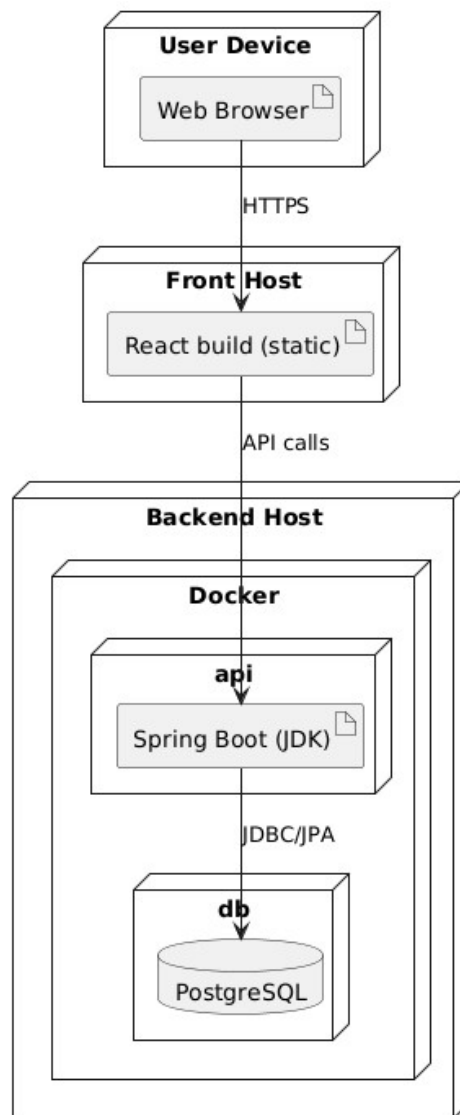 User Device
Web Browser
HTTPS
Front Host
React build (static)
API calls
Backend Host
Docker
api
Spring Boot (JDK)
JDBC/JPA
db
PostgreSQL